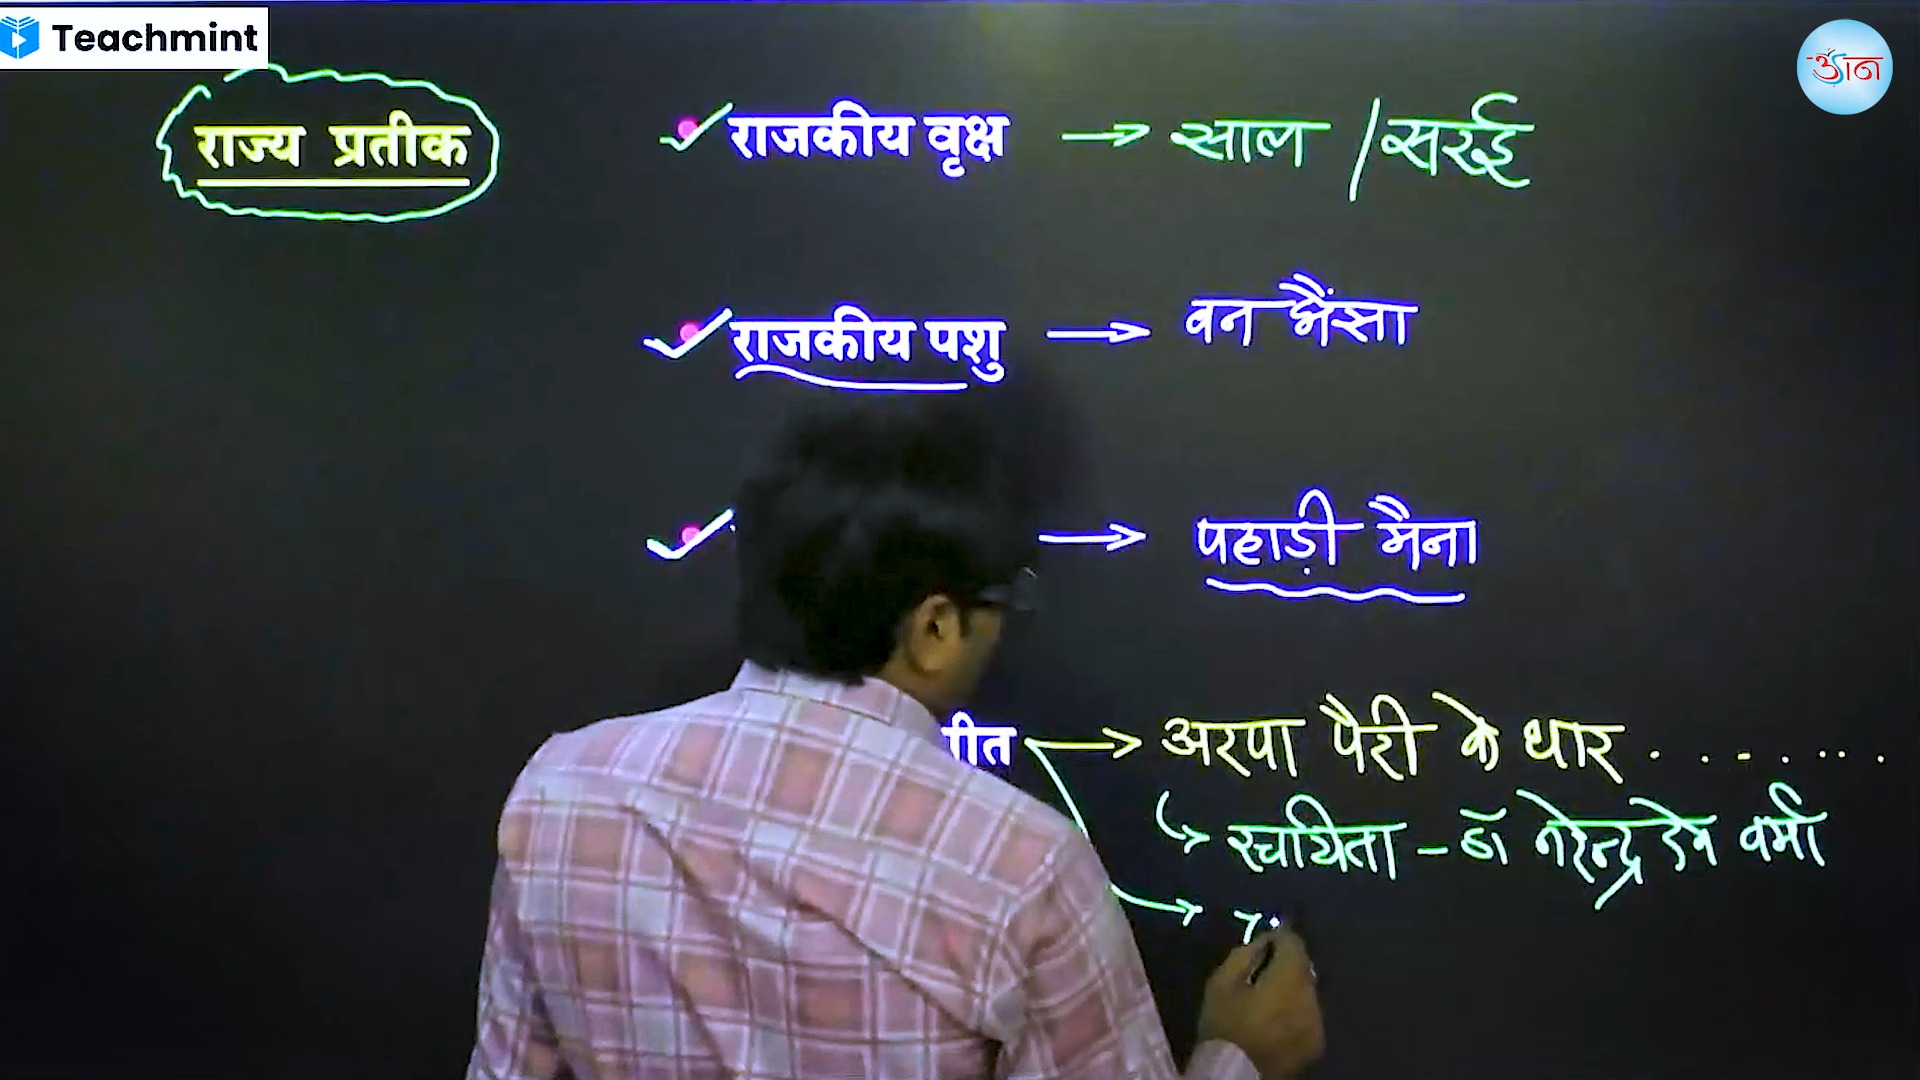 Teachmint
ज्ञान
राज्य प्रतीक
राजकीय वृक्ष → साल / सरई
राजकीय पशु → वन भैंसा
→ पहाड़ी मैना
गीत → अरपा पैरी के धार . . - . . . .
↳ रचयिता - डॉ नरेन्द्र देव वर्मा
→